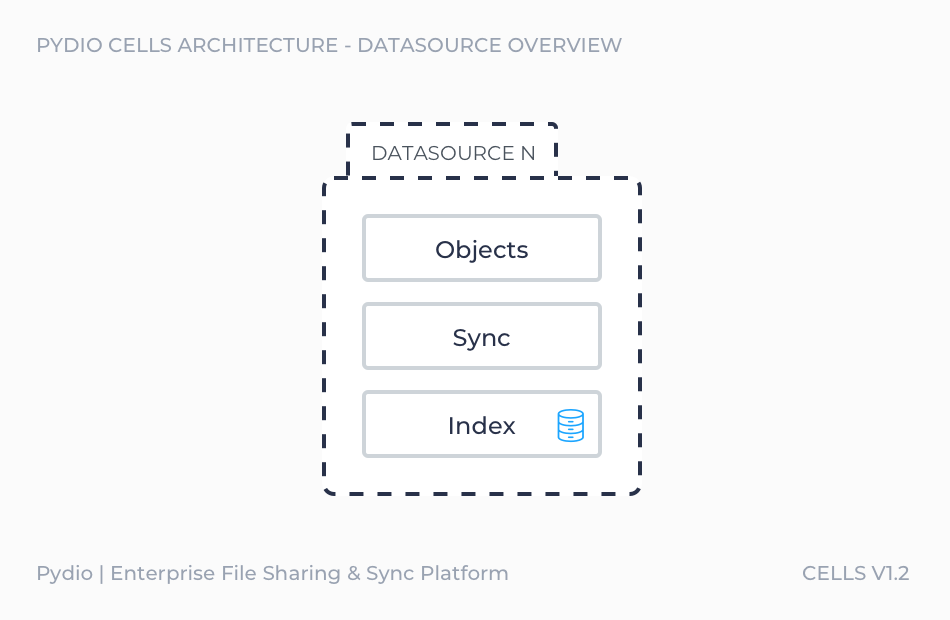 PYDIO CELLS ARCHITECTURE - DATASOURCE OVERVIEW
DATASOURCE N
Objects
Sync
Index
Pydio | Enterprise File Sharing & Sync Platform
CELLS V1.2